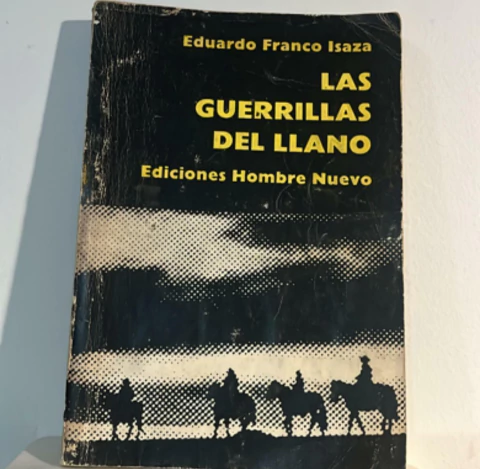 Eduardo Franco Isaza
LAS
GUERRILLAS
DEL LLANO
Ediciones Hombre Nuevo